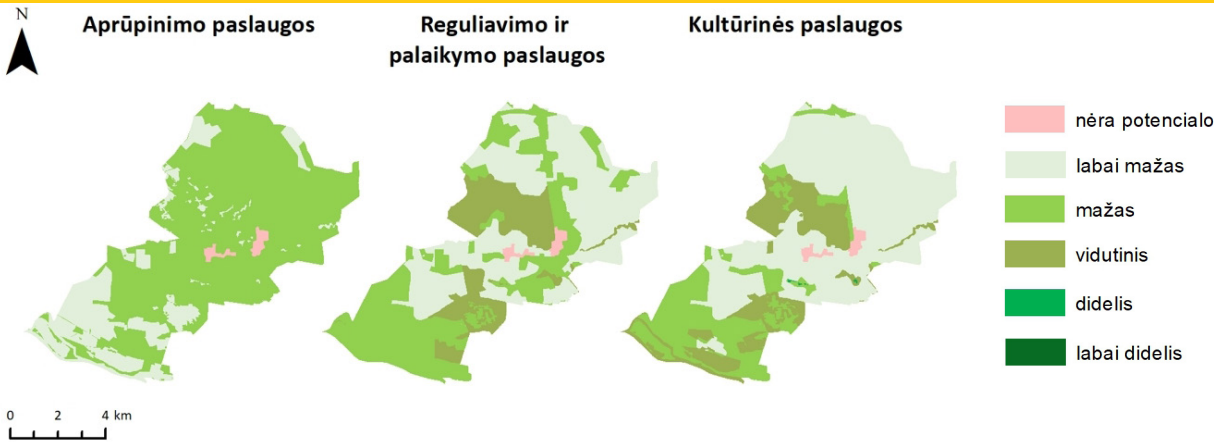 N
Aprūpinimo paslaugos
Reguliavimo ir
palaikymo paslaugos
Kultūrinės paslaugos
nėra potencialo
labai mažas
mažas
vidutinis
didelis
labai didelis
0 2 4 km